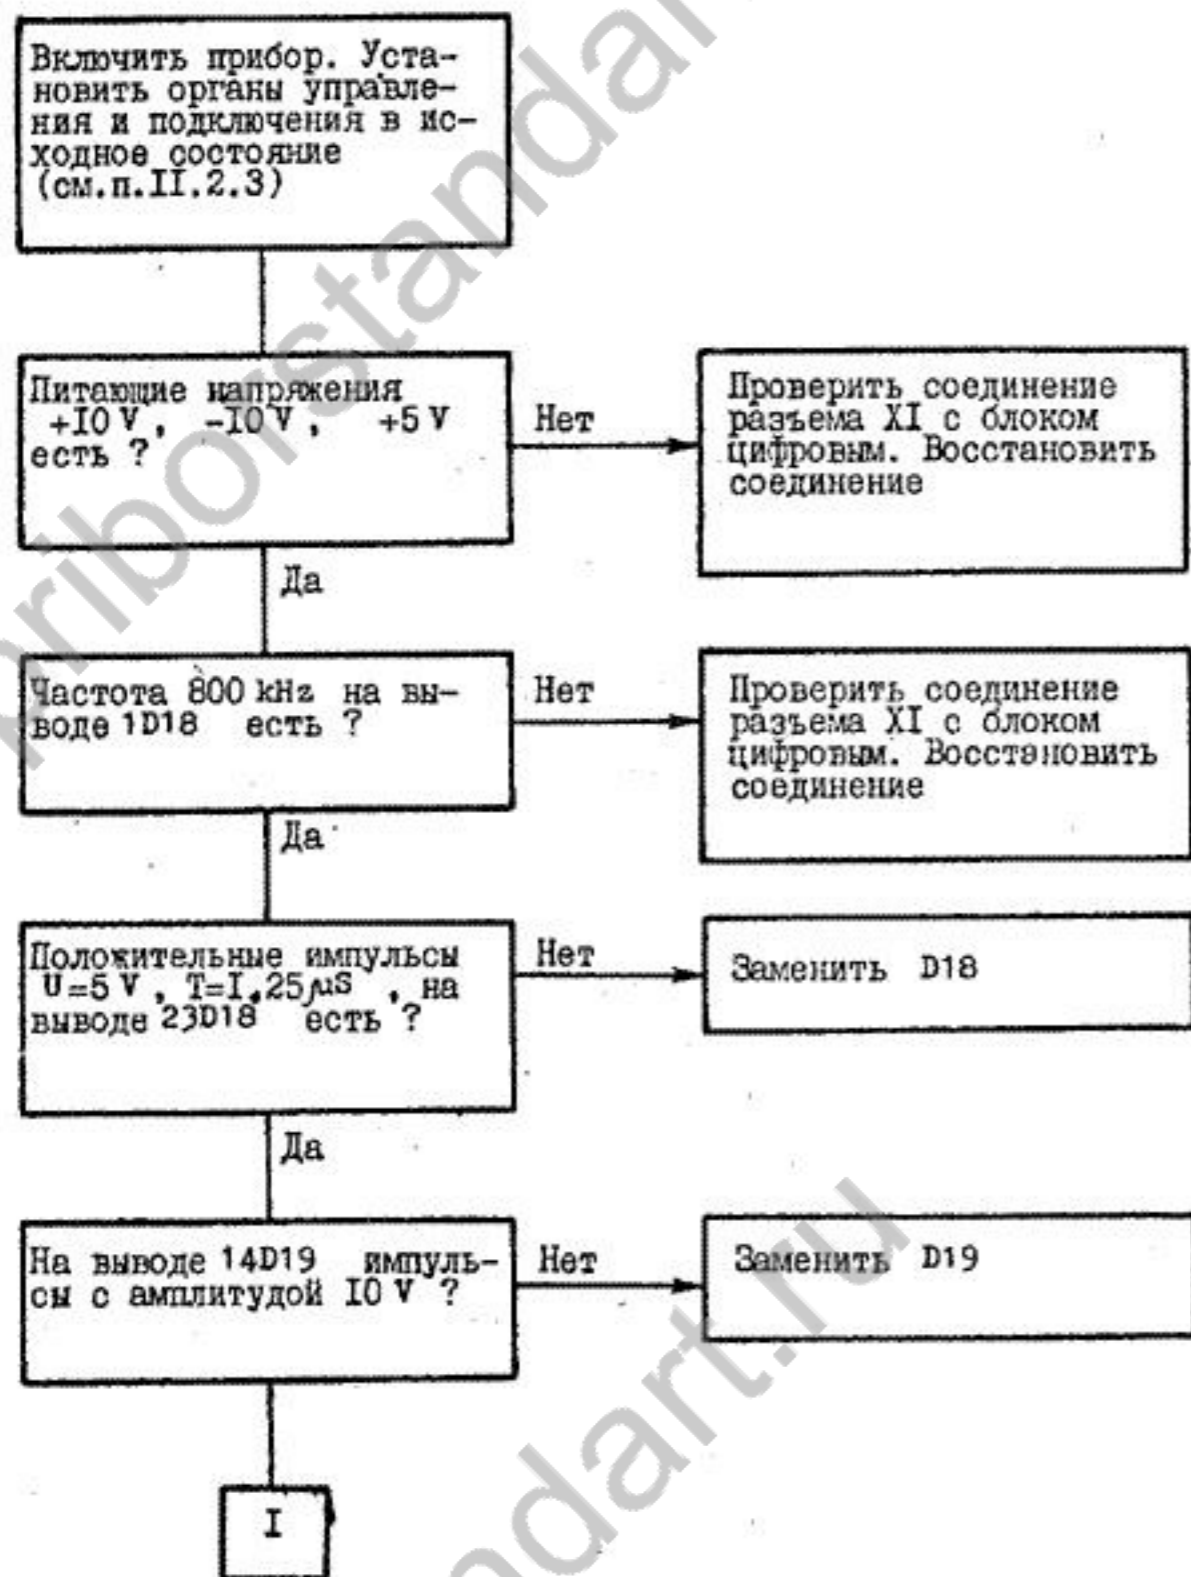 Включить прибор. Уста-
новить органы управле-
ния и подключения в ис-
ходное состояние
(см.п.II.2.3)
Питающие напряжения
+I0 V, -I0 V, +5 V
есть ?
Нет
Проверить соединение
разъема XI с блоком
цифровым. Восстановить
соединение
Да
Частота 800 kHz на вы-
воде 1D18 есть ?
Нет
Проверить соединение
разъема XI с блоком
цифровым. Восстановить
соединение
Да
Положительные импульсы
U=5 V, T=I,25μS, на
выводе 23D18 есть ?
Нет
Заменить D18
Да
На выводе 14D19 импуль-
сы с амплитудой I0 V ?
Нет
Заменить D19
I
priborstandart.ru